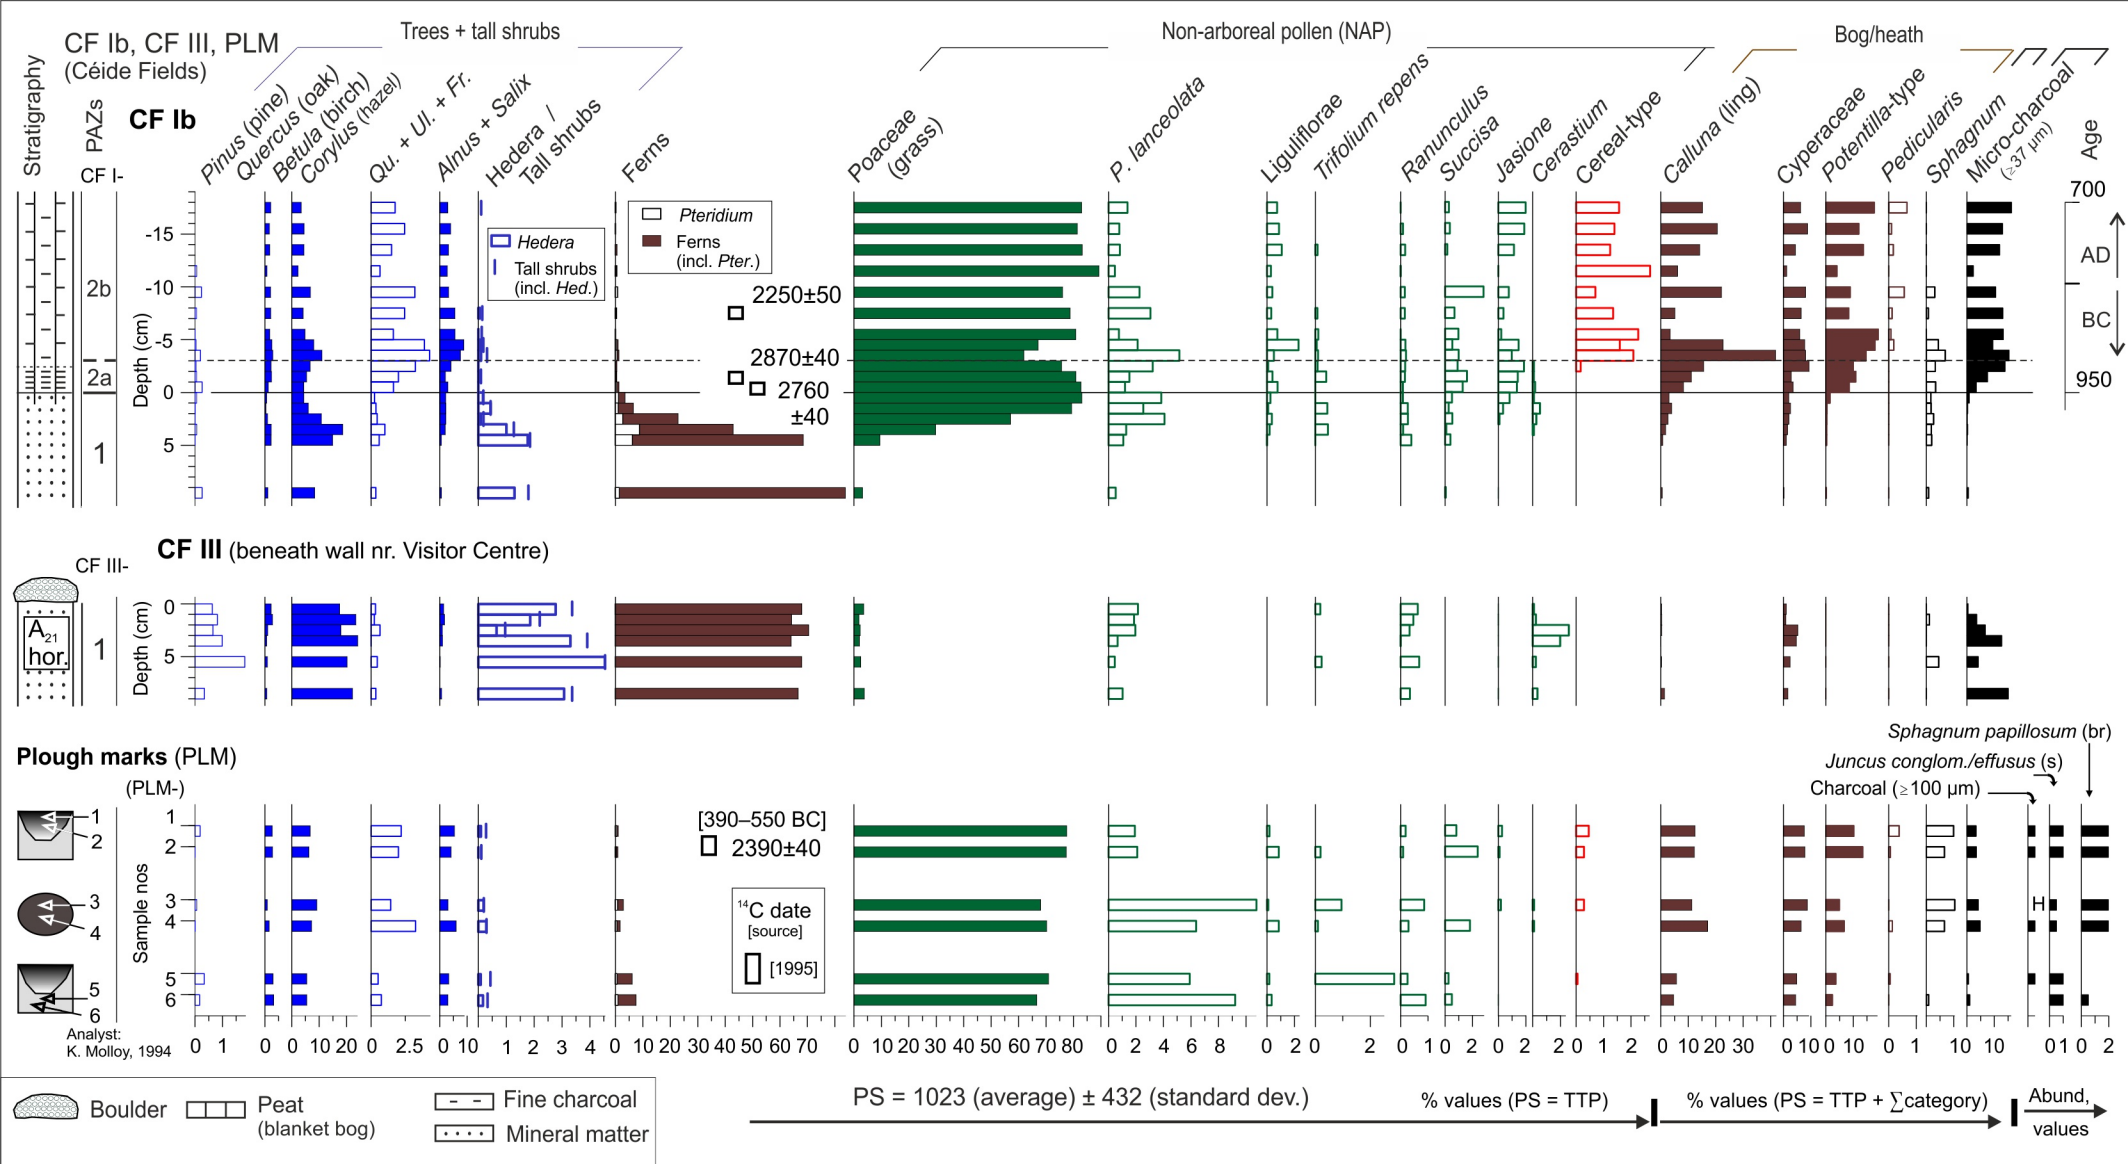 CF Ib, CF III, PLM
(Céide Fields)
Trees + tall shrubs
Non-arboreal pollen (NAP)
Bog/heath
Stratigraphy
PAZs
CF Ib
Pinus (pine)
Quercus (oak)
Betula (birch)
Corylus (hazel)
Qu. + Ul. + Fr.
Alnus + Salix
Hedera /
Tall shrubs
Ferns
Poaceae
(grass)
P. lanceolata
Liguliflorae
Trifolium repens
Ranunculus
Succisa
Jasione
Cerastium
Cereal-type
Calluna (ling)
Cyperaceae
Potentilla-type
Pedicularis
Sphagnum
Micro-charcoal
(≥37 µm)
Age
CF I-
2b
2a
1
Depth (cm)
-15
-10
-5
0
5
Hedera
Tall shrubs
(incl. Hed.)
Pteridium
Ferns
(incl. Pter.)
2250±50
2870±40
2760
±40
700
AD
BC
950
CF III (beneath wall nr. Visitor Centre)
CF III-
A21
hor.
1
Depth (cm)
0
5
Plough marks (PLM)
(PLM-)
1
2
3
4
5
6
Sample nos
1
2
3
4
5
6
[390–550 BC]
2390±40
14C date
[source]
[1995]
Sphagnum papillosum (br)
Juncus conglom./effusus (s)
Charcoal (≥100 µm)
H
Analyst:
K. Molloy, 1994
0 1 0 0 10 20 0 2.5 0 10 1 2 3 4 0 10 20 30 40 50 60 70 80 0 10 20 30 40 50 60 70 80 0 2 4 6 8 0 2 2 0 1 0 2 2 2 0 1 2 0 10 20 30 0 10 0 10 0 1 10 10 0 1 0 2
Boulder
Peat
(blanket bog)
Fine charcoal
Mineral matter
PS = 1023 (average) ± 432 (standard dev.)
% values (PS = TTP)
% values (PS = TTP + ∑category)
Abund,
values